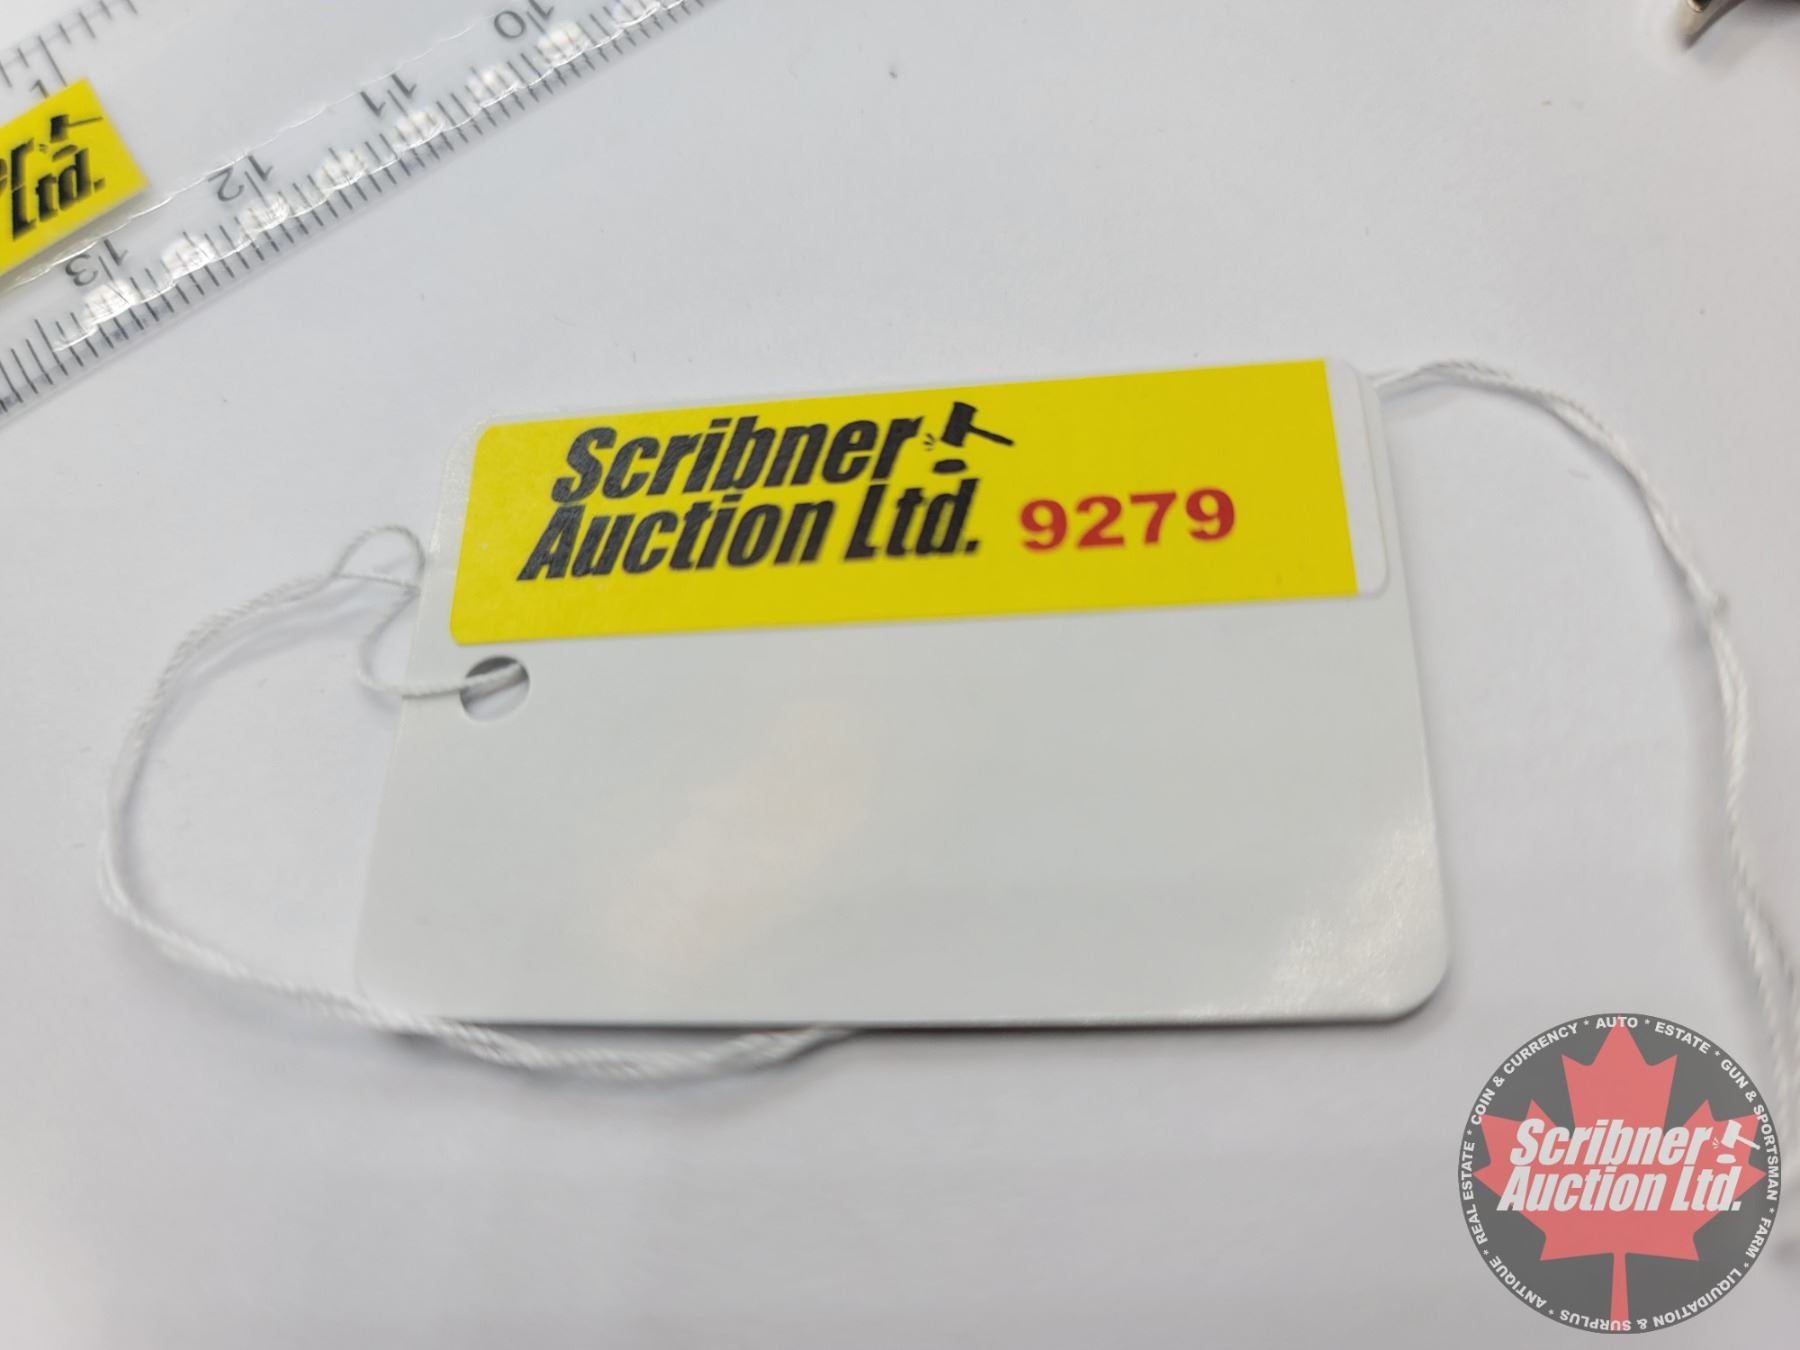 10
11
12
13
Ltd.
Scribner
Auction Ltd. 9279
COIN & CURRENCY * AUTO * ESTATE * GUN & SPORTSMAN * FARM * LIQUIDATION & SURPLUS * ANTIQUE * REAL ESTATE *
Scribner
Auction Ltd.